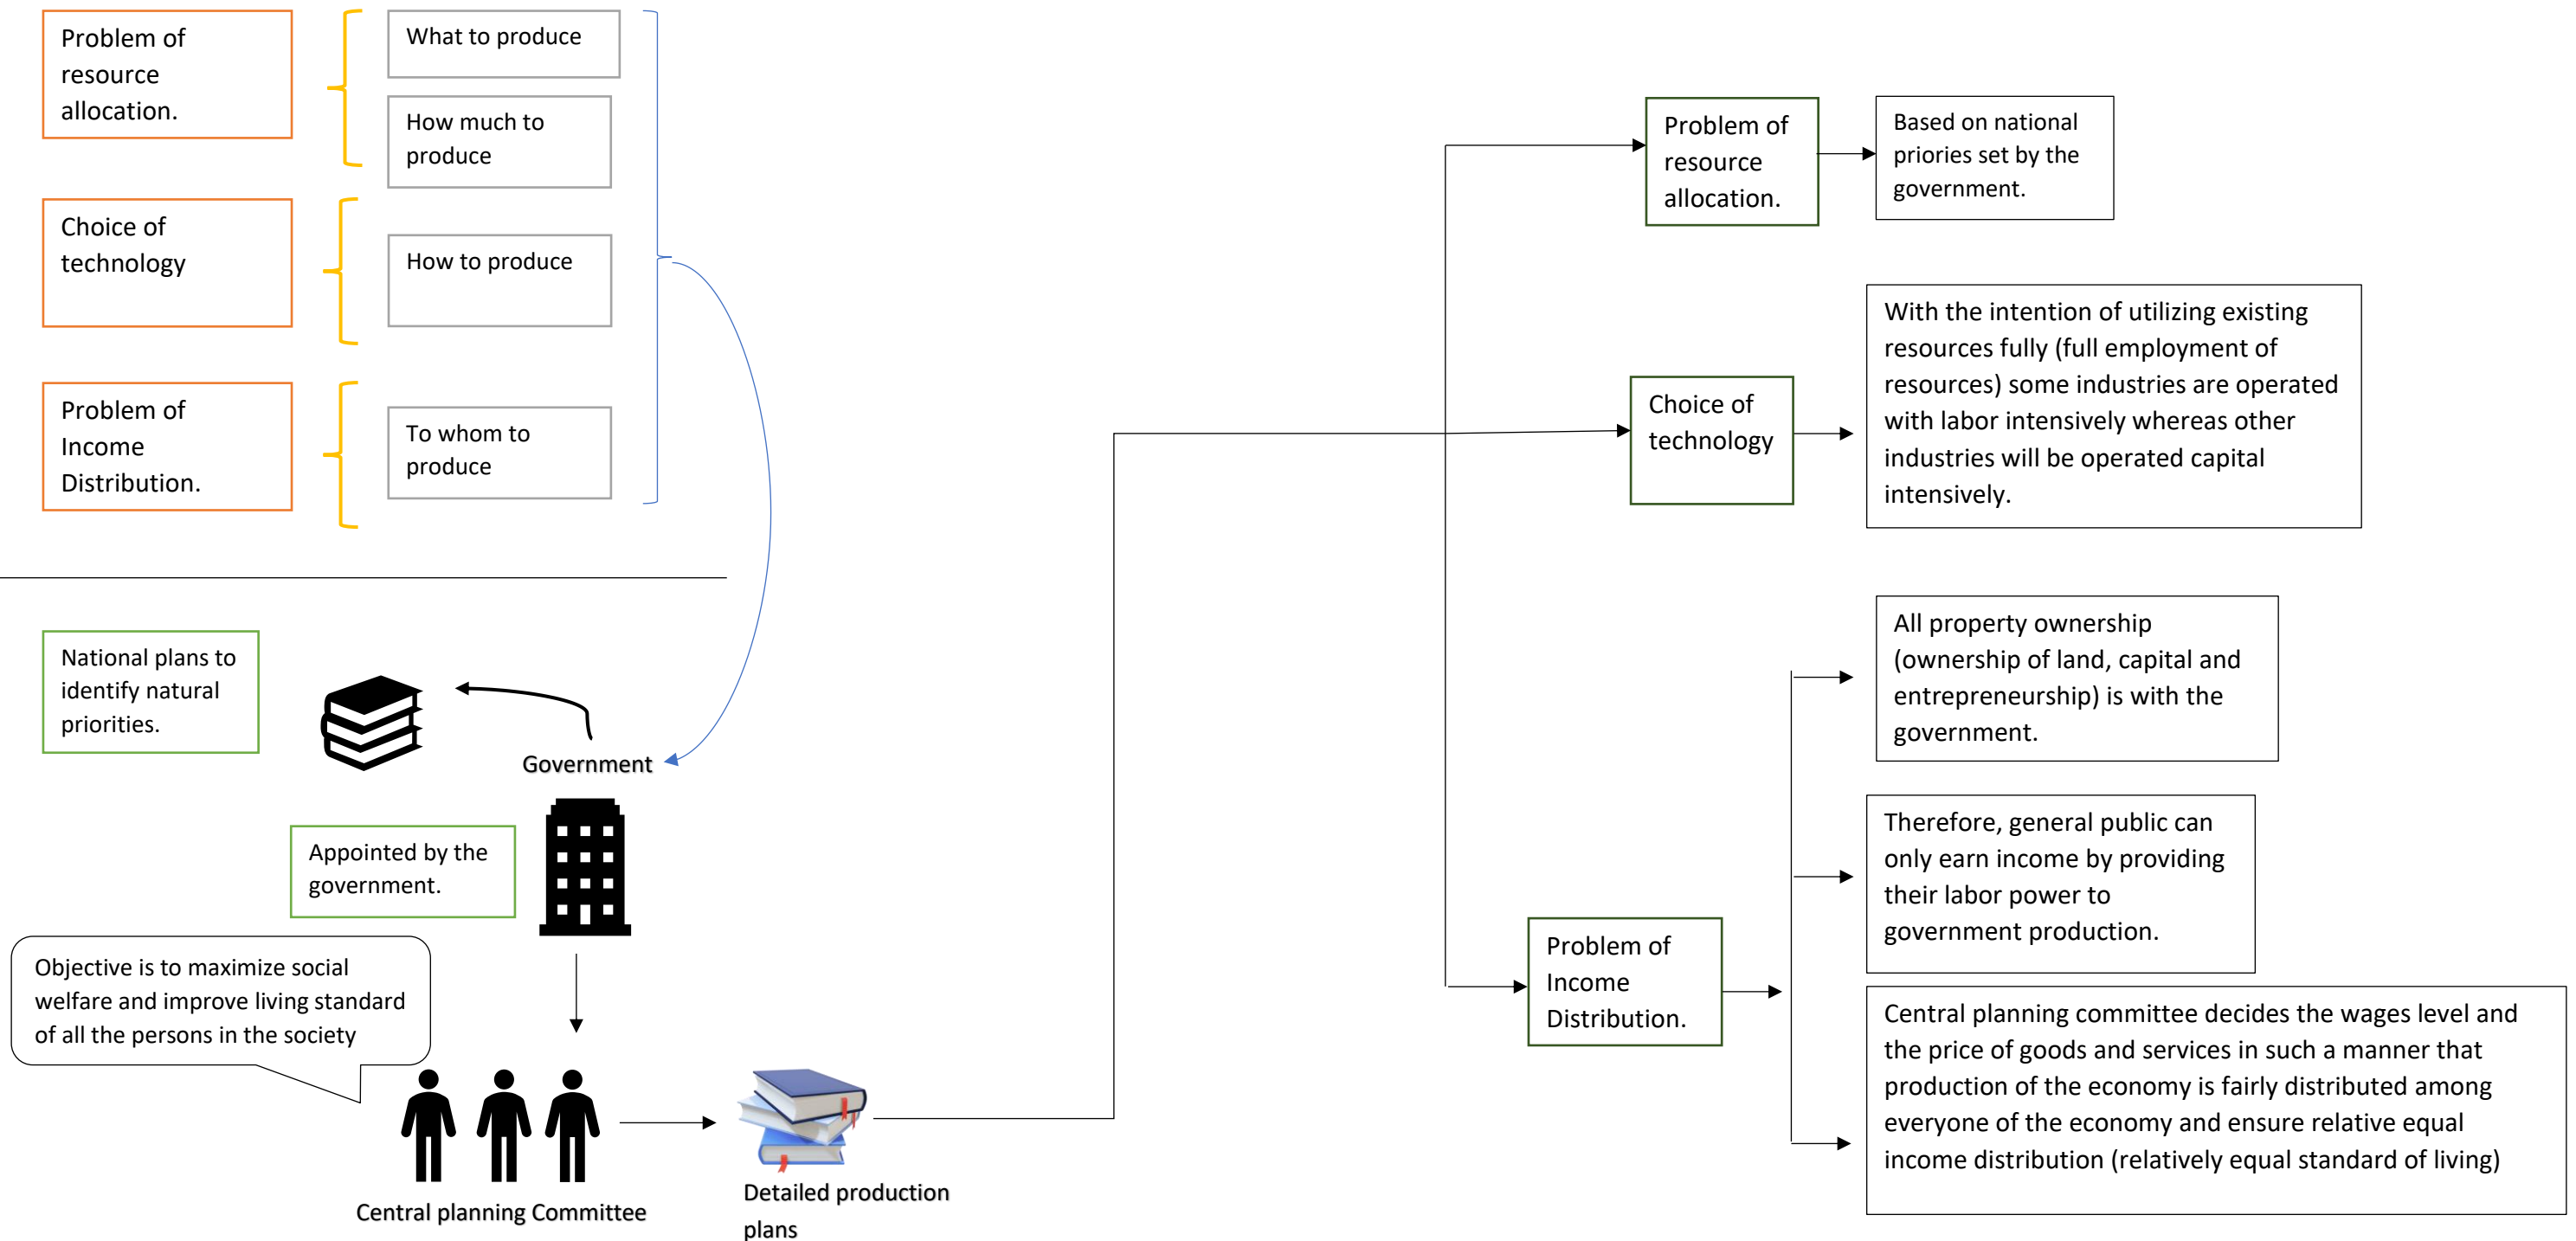 Problem of
resource
allocation.
What to produce
How much to
produce
Choice of
technology
How to produce
Problem of
Income
Distribution.
To whom to
produce
National plans to
identify natural
priorities.
Government
Appointed by the
government.
Objective is to maximize social
welfare and improve living standard
of all the persons in the society
Central planning Committee
Detailed production
plans
Problem of
resource
allocation.
Based on national
priories set by the
government.
Choice of
technology
With the intention of utilizing existing
resources fully (full employment of
resources) some industries are operated
with labor intensively whereas other
industries will be operated capital
intensively.
Problem of
Income
Distribution.
All property ownership
(ownership of land, capital and
entrepreneurship) is with the
government.
Therefore, general public can
only earn income by providing
their labor power to
government production.
Central planning committee decides the wages level and
the price of goods and services in such a manner that
production of the economy is fairly distributed among
everyone of the economy and ensure relative equal
income distribution (relatively equal standard of living)